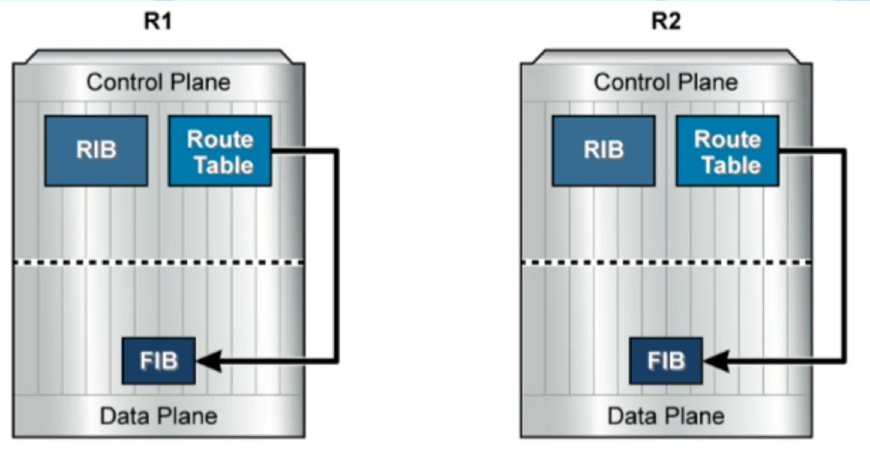 R1
R2
Control Plane
RIB
Route
Table
FIB
Data Plane
Control Plane
RIB
Route
Table
FIB
Data Plane